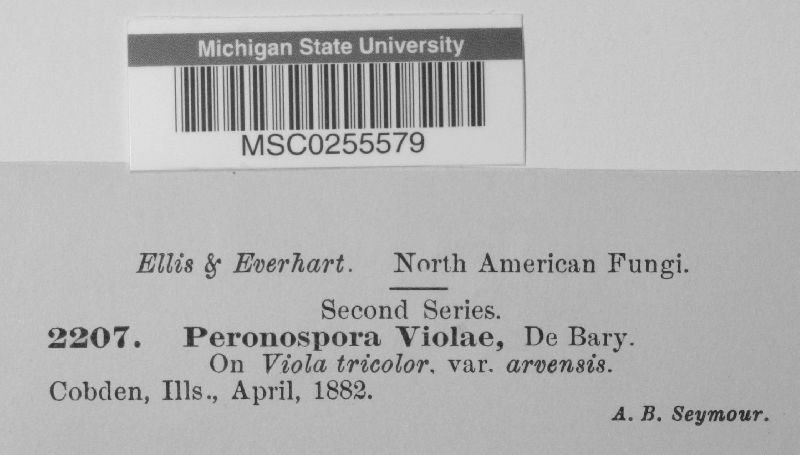 Michigan State University
MSC0255579
Ellis & Everhart. North American Fungi.
Second Series.
2207. Peronospora Violae, De Bary.
On Viola tricolor, var. arvensis.
Cobden, Ills., April, 1882.
A. B. Seymour.